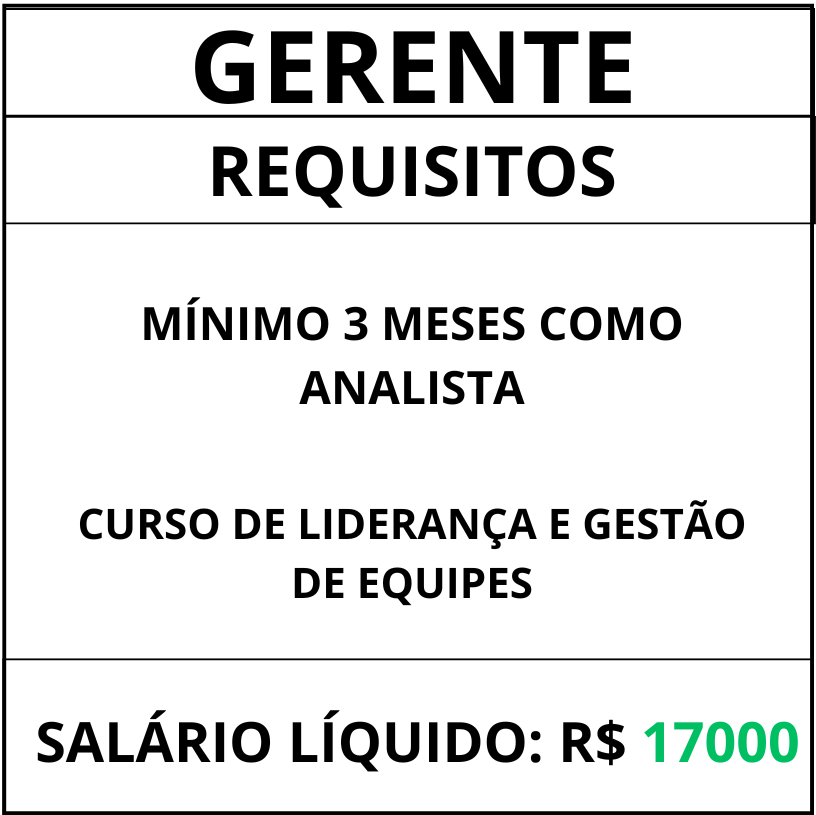 GERENTE
REQUISITOS
MÍNIMO 3 MESES COMO
ANALISTA
CURSO DE LIDERANÇA E GESTÃO
DE EQUIPES
SALÁRIO LÍQUIDO: R$ 17000